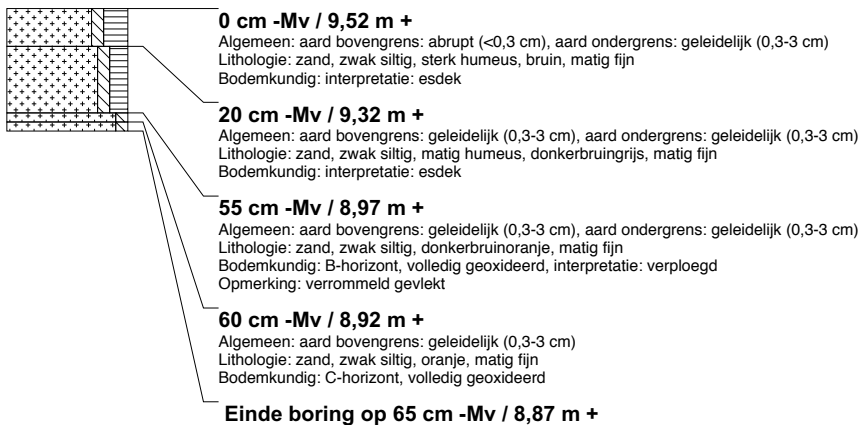 0 cm -Mv / 9,52 m +
Algemeen: aard bovengrens: abrupt (<0,3 cm), aard ondergrens: geleidelijk (0,3-3 cm)
Lithologie: zand, zwak siltig, sterk humeus, bruin, matig fijn
Bodemkundig: interpretatie: esdek
20 cm -Mv / 9,32 m +
Algemeen: aard bovengrens: geleidelijk (0,3-3 cm), aard ondergrens: geleidelijk (0,3-3 cm)
Lithologie: zand, zwak siltig, matig humeus, donkerbruingrijs, matig fijn
Bodemkundig: interpretatie: esdek
55 cm -Mv / 8,97 m +
Algemeen: aard bovengrens: geleidelijk (0,3-3 cm), aard ondergrens: geleidelijk (0,3-3 cm)
Lithologie: zand, zwak siltig, donkerbruinoranje, matig fijn
Bodemkundig: B-horizont, volledig geoxideerd, interpretatie: verploegd
Opmerking: verrommeld gevlekt
60 cm -Mv / 8,92 m +
Algemeen: aard bovengrens: geleidelijk (0,3-3 cm)
Lithologie: zand, zwak siltig, oranje, matig fijn
Bodemkundig: C-horizont, volledig geoxideerd
Einde boring op 65 cm -Mv / 8,87 m +